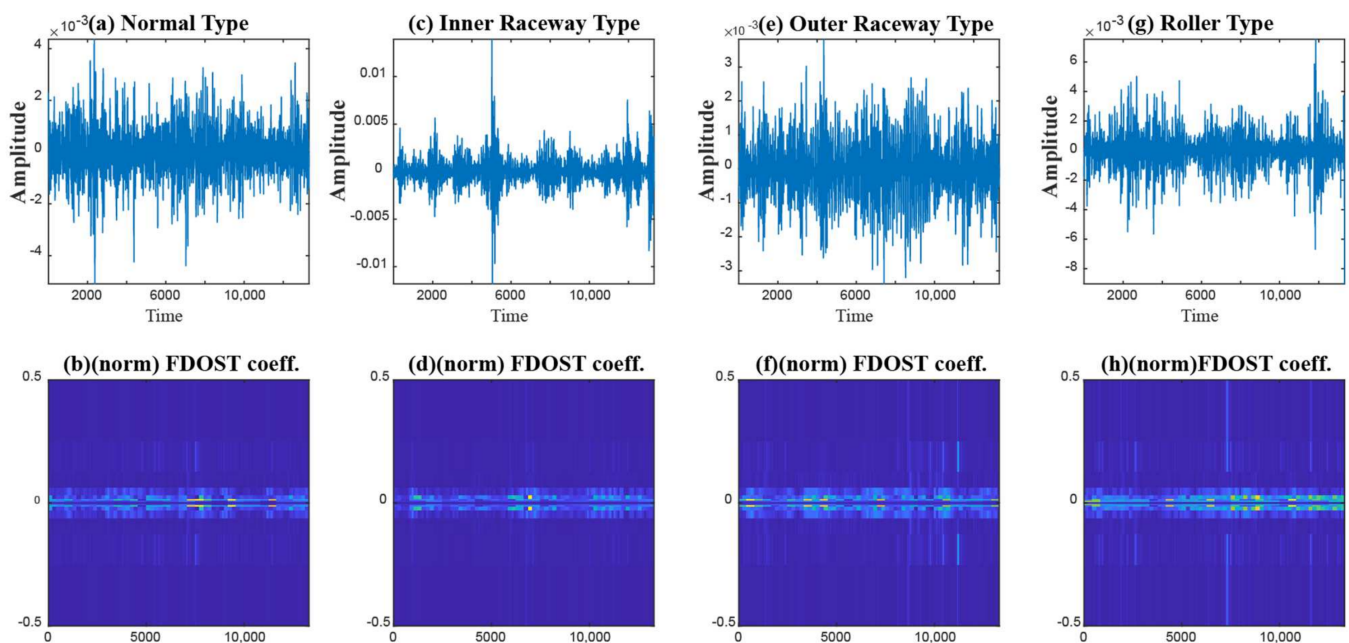 (a) Normal Type
×10⁻³
4
2
0
-2
-4
Amplitude
2000 6000 10,000
Time
(c) Inner Raceway Type
0.01
0.005
0
-0.005
-0.01
Amplitude
2000 6000 10,000
Time
(e) Outer Raceway Type
×10⁻³
3
2
1
0
-1
-2
-3
Amplitude
2000 6000 10,000
Time
(g) Roller Type
×10⁻³
6
4
2
0
-2
-4
-6
-8
Amplitude
2000 6000 10,000
Time
(b)(norm) FDOST coeff.
0.5
0
-0.5
0 5000 10,000
(d)(norm) FDOST coeff.
0.5
0
-0.5
0 5000 10,000
(f)(norm) FDOST coeff.
0.5
0
-0.5
0 5000 10,000
(h)(norm)FDOST coeff.
0.5
0
-0.5
0 5000 10,000